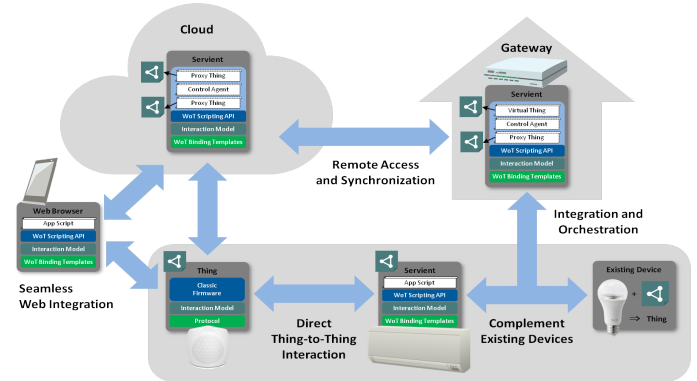 Cloud
Servient
Proxy Thing
Control Agent
Proxy Thing
WoT Scripting API
Interaction Model
WoT Binding Templates
Gateway
Servient
Virtual Thing
Control Agent
Proxy Thing
WoT Scripting API
Interaction Model
WoT Binding Templates
Remote Access
and Synchronization
Web Browser
App Script
WoT Scripting API
Interaction Model
WoT Binding Templates
Seamless
Web Integration
Integration and
Orchestration
Thing
Classic
Firmware
Interaction Model
Protocol
Direct
Thing-to-Thing
Interaction
Servient
App Script
WoT Scripting API
Interaction Model
WoT Binding Templates
Complement
Existing Devices
Existing Device
+
⇒ Thing